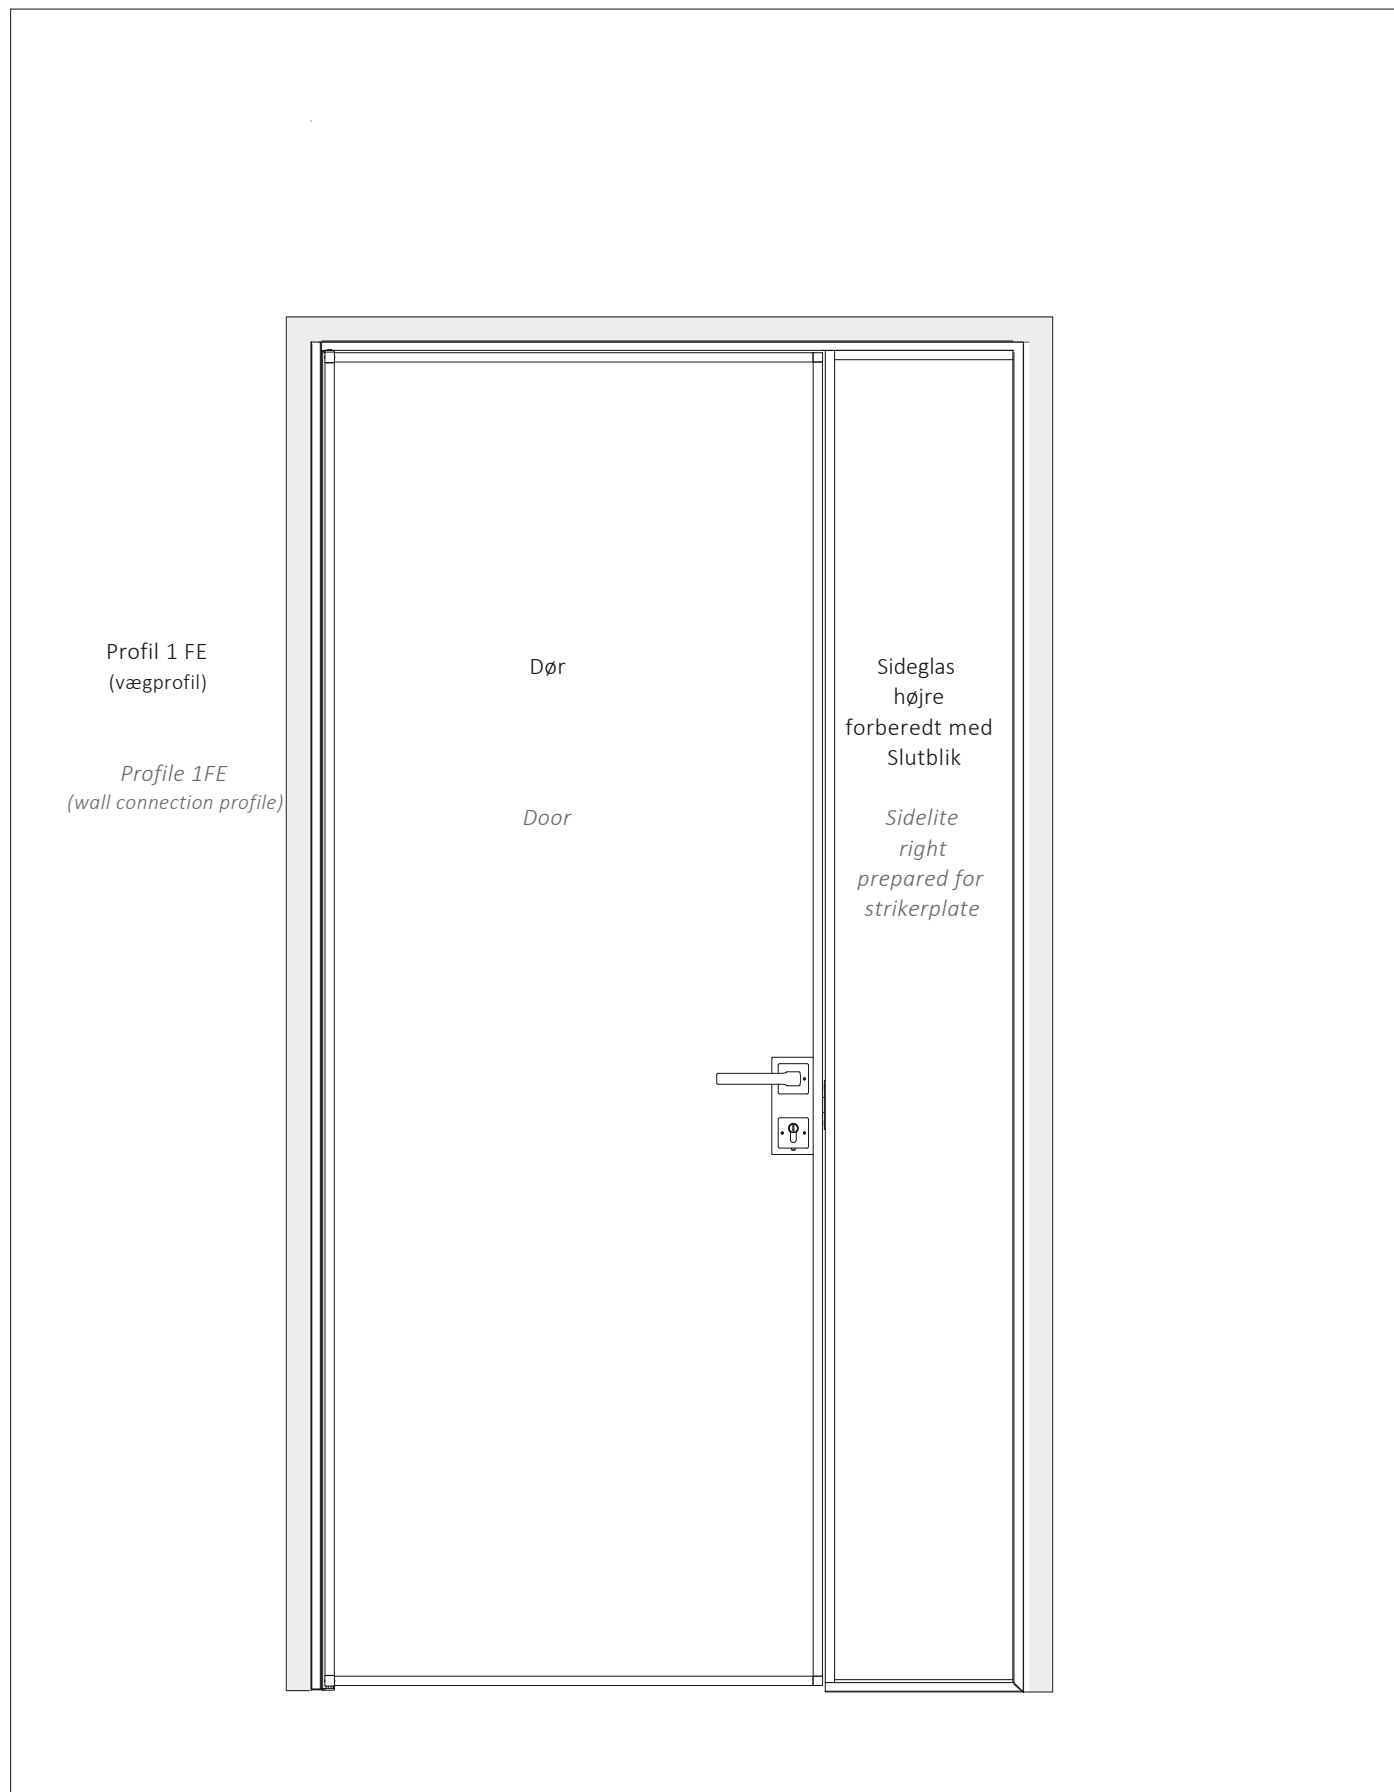 Profil 1 FE
(vægprofil)
Profile 1FE
(wall connection profile)
Dør
Door
Sideglas
højre
forberedt med
Slutblik
Sidelite
right
prepared for
strikerplate